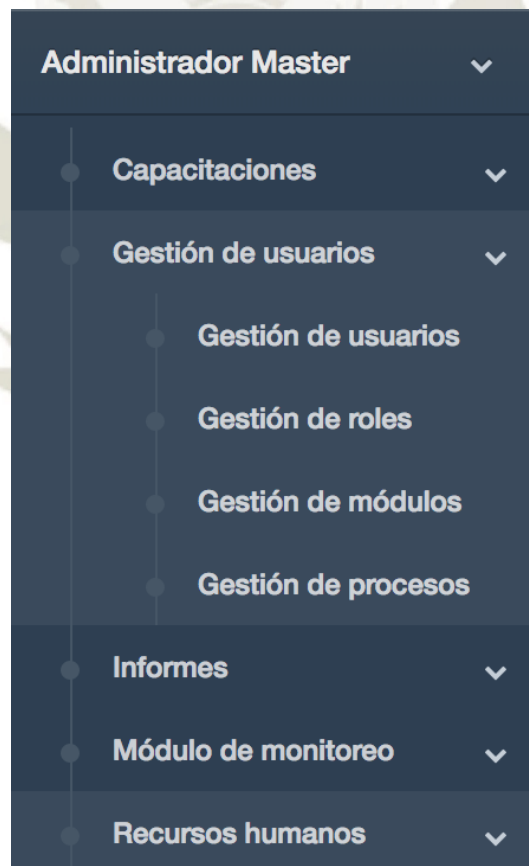 Administrador Master
Capacitaciones
Gestión de usuarios
Gestión de usuarios
Gestión de roles
Gestión de módulos
Gestión de procesos
Informes
Módulo de monitoreo
Recursos humanos